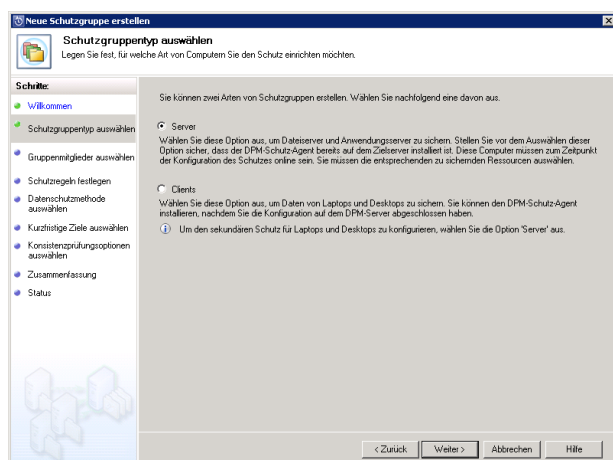 Neue Schutzgruppe erstellen
Schutzgruppentyp auswählen
Legen Sie fest, für welche Art von Computern Sie den Schutz einrichten möchten.
Schritte:
Willkommen
Schutzgruppentyp auswählen
Gruppenmitglieder auswählen
Schutzregeln festlegen
Datenschutzmethode
auswählen
Kurzfristige Ziele auswählen
Konsistenzprüfungsoptionen
auswählen
Zusammenfassung
Status
Sie können zwei Arten von Schutzgruppen erstellen. Wählen Sie nachfolgend eine davon aus.
Server
Wählen Sie diese Option aus, um Dateiserver und Anwendungsserver zu sichern. Stellen Sie vor dem Auswählen dieser
Option sicher, dass der DPM-Schutz-Agent bereits auf dem Zielserver installiert ist. Diese Computer müssen zum Zeitpunkt
der Konfiguration des Schutzes online sein. Sie müssen die entsprechenden zu sichernden Ressourcen auswählen.
Clients
Wählen Sie diese Option aus, um Daten von Laptops und Desktops zu sichern. Sie können den DPM-Schutz-Agent
installieren, nachdem Sie die Konfiguration auf dem DPM-Server abgeschlossen haben.
Um den sekundären Schutz für Laptops und Desktops zu konfigurieren, wählen Sie die Option 'Server' aus.
< Zurück
Weiter >
Abbrechen
Hilfe